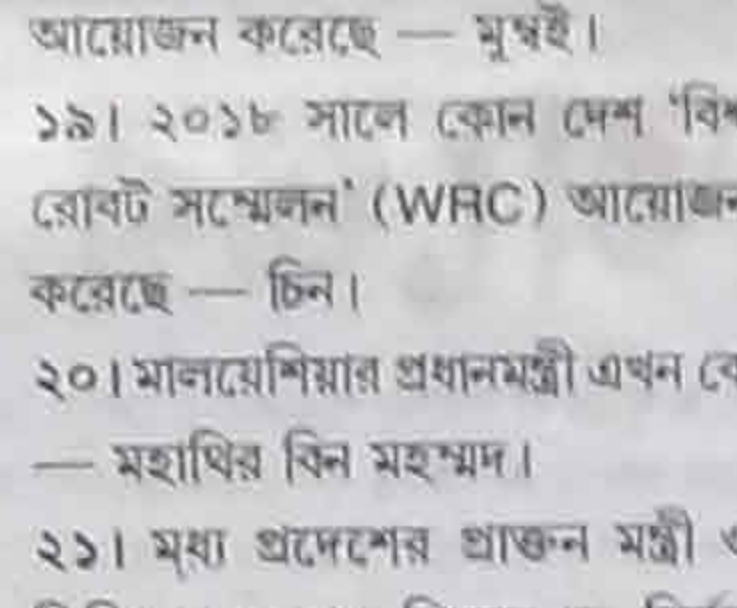 আয়োজন করেছে — মুম্বই।
১৯। ২০১৮ সালে কোন দেশ ‘বিশ্ব
রোবট সম্মেলন’ (WRC) আয়োজন
করেছে — চিন।
২০। মালয়েশিয়ার প্রধানমন্ত্রী এখন
— মহাথির বিন মহম্মদ।
২১। মধ্য প্রদেশের প্রাক্তন মন্ত্রী